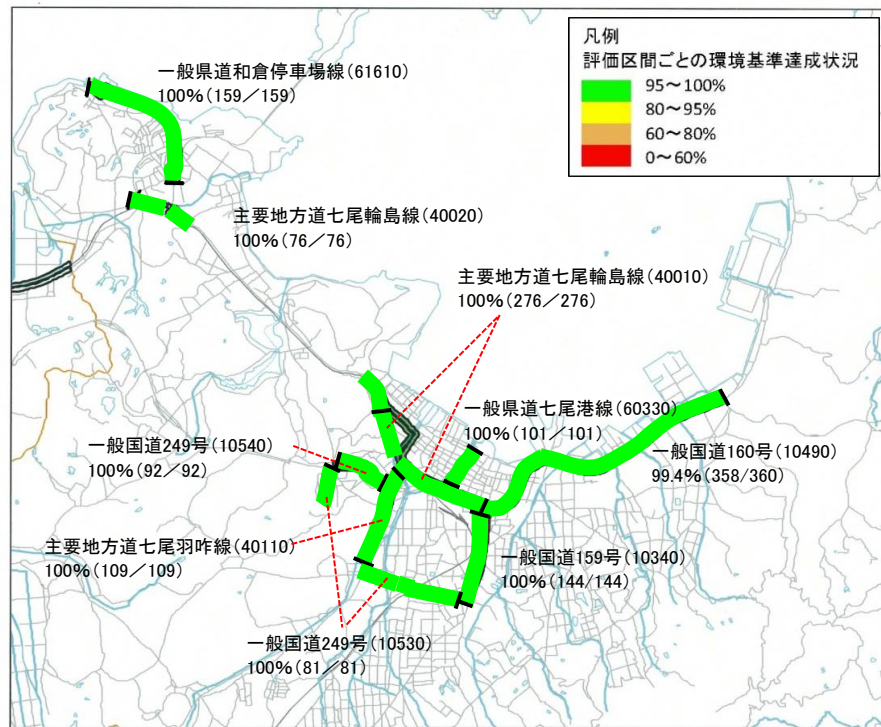 凡例
評価区間ごとの環境基準達成状況
95～100%
80～95%
60～80%
0～60%
一般県道和倉停車場線(61610)
100%(159／159)
主要地方道七尾輪島線(40020)
100%(76／76)
主要地方道七尾輪島線(40010)
100%(276／276)
一般県道七尾港線(60330)
100%(101／101)
一般国道249号(10540)
100%(92／92)
一般国道160号(10490)
99.4%(358/360)
主要地方道七尾羽咋線(40110)
100%(109／109)
一般国道159号(10340)
100%(144/144)
一般国道249号(10530)
100%(81／81)